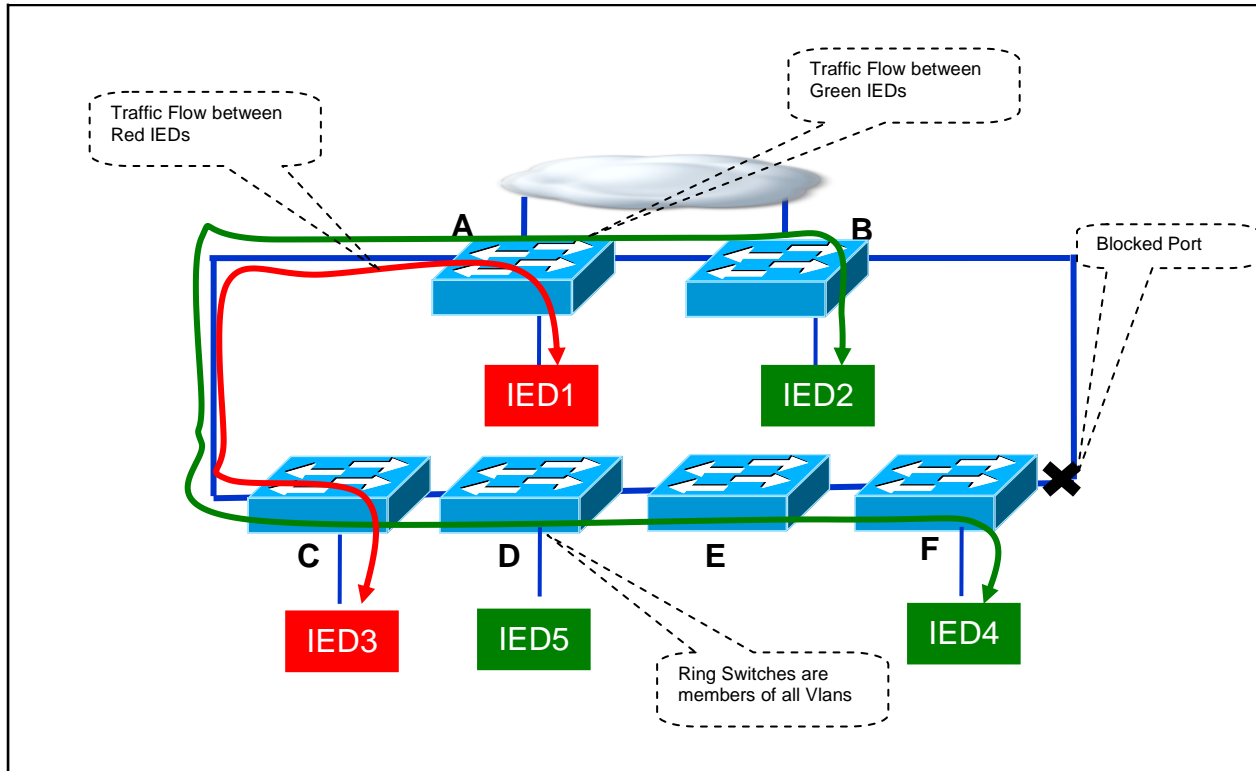 Traffic Flow between
Green IEDs
Traffic Flow between
Red IEDs
A
B
Blocked Port
IED1
IED2
C
D
E
F
IED3
IED5
IED4
Ring Switches are
members of all Vlans